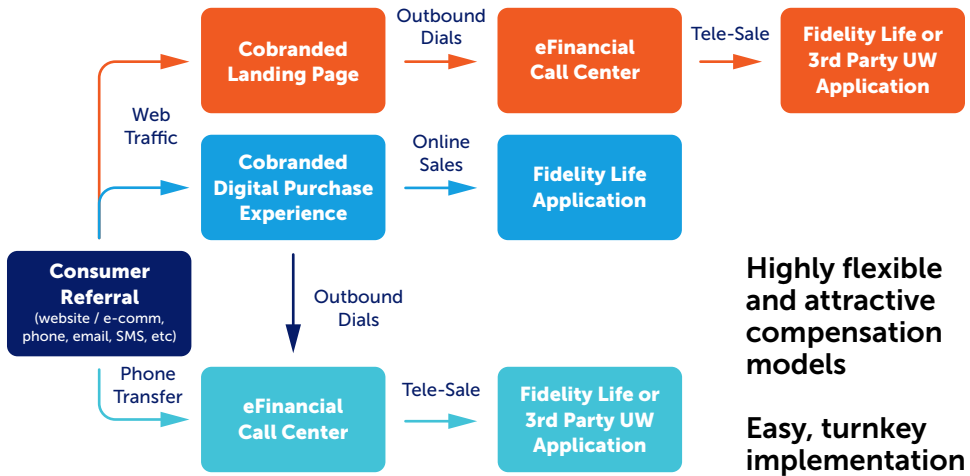 Outbound
Dials
Tele-Sale
Cobranded
Landing Page
eFinancial
Call Center
Fidelity Life or
3rd Party UW
Application
Web
Traffic
Cobranded
Digital Purchase
Experience
Online
Sales
Fidelity Life
Application
Consumer
Referral
(website / e-comm,
phone, email, SMS, etc)
Outbound
Dials
Phone
Transfer
eFinancial
Call Center
Tele-Sale
Fidelity Life or
3rd Party UW
Application
Highly flexible
and attractive
compensation
models
Easy, turnkey
implementation